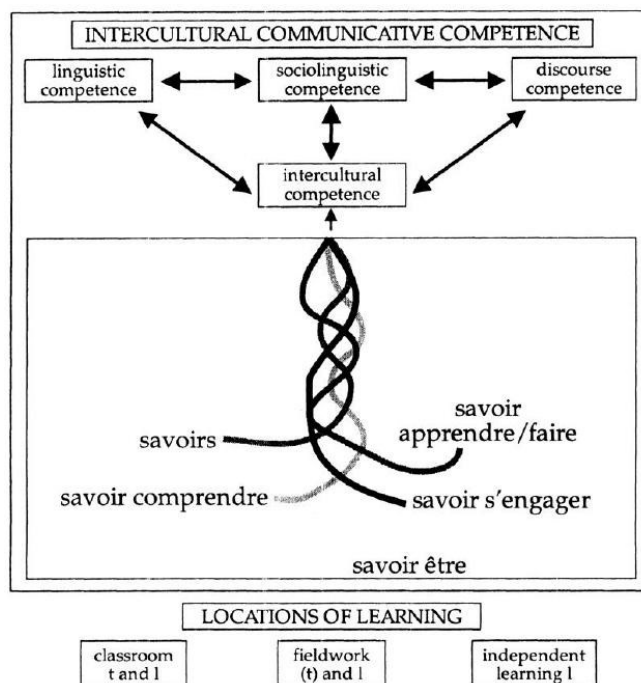 INTERCULTURAL COMMUNICATIVE COMPETENCE
linguistic
competence
sociolinguistic
competence
discourse
competence
intercultural
competence
savoirs
savoir
apprendre/faire
savoir comprendre
savoir s'engager
savoir être
LOCATIONS OF LEARNING
classroom
t and l
fieldwork
(t) and l
independent
learning l